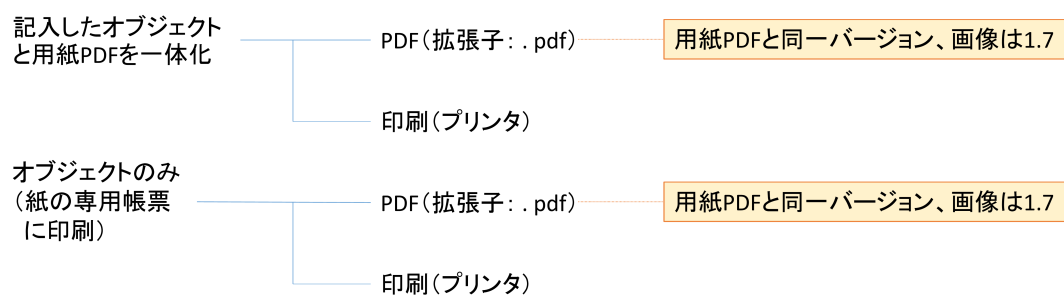 記入したオブジェクト
と用紙PDFを一体化
PDF(拡張子：.pdf)
用紙PDFと同一バージョン、画像は1.7
印刷(プリンタ)
オブジェクトのみ
(紙の専用帳票
に印刷)
PDF(拡張子：.pdf)
用紙PDFと同一バージョン、画像は1.7
印刷(プリンタ)